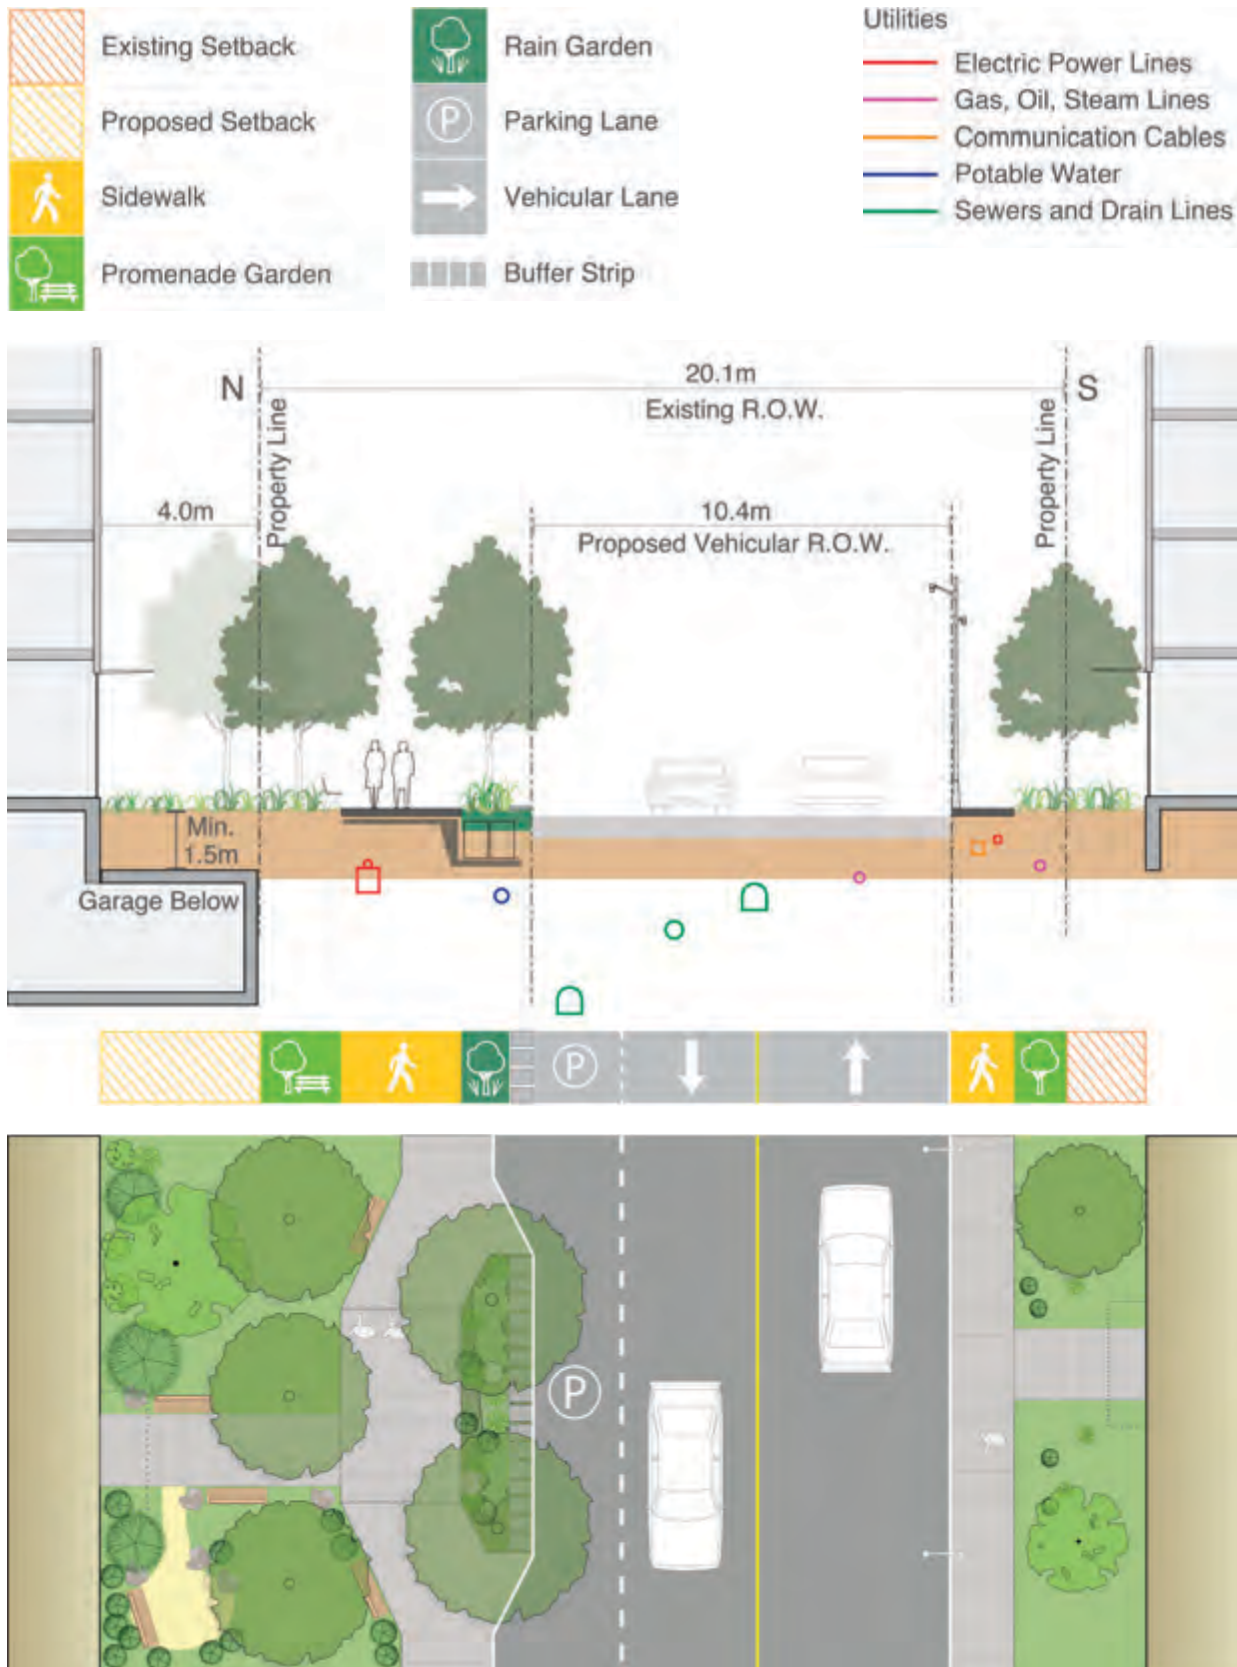 Existing Setback
Proposed Setback
Sidewalk
Promenade Garden
Rain Garden
P
Parking Lane
Vehicular Lane
Buffer Strip
Utilities
Electric Power Lines
Gas, Oil, Steam Lines
Communication Cables
Potable Water
Sewers and Drain Lines
N
20.1m
Existing R.O.W.
S
Property Line
Property Line
4.0m
10.4m
Proposed Vehicular R.O.W.
Min.
1.5m
Garage Below
P
P